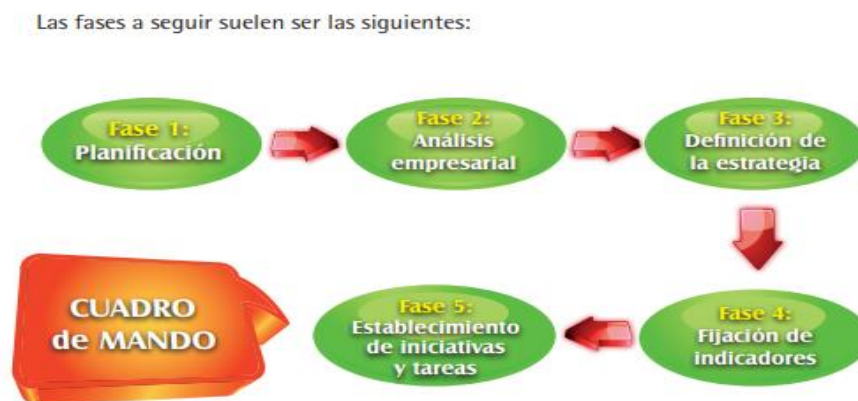 Las fases a seguir suelen ser las siguientes:
Fase 1:
Planificación
Fase 2:
Análisis
empresarial
Fase 3:
Definición de
la estrategia
Fase 4:
Fijación de
indicadores
Fase 5:
Establecimiento
de iniciativas
y tareas
CUADRO
de MANDO